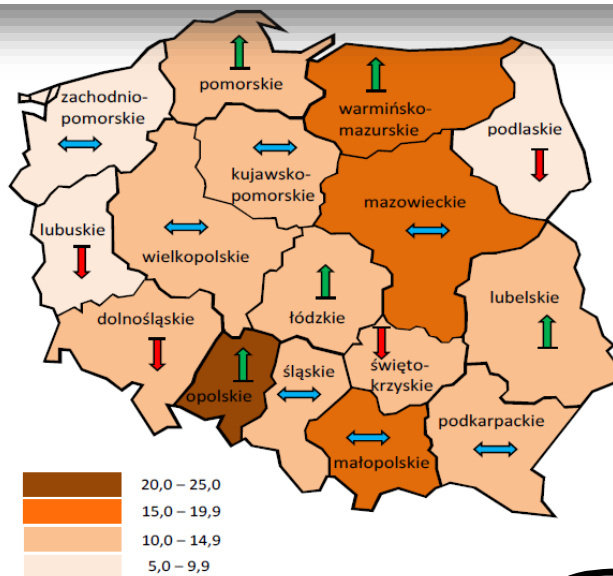 pomorskie
zachodnio-
pomorskie
warmińsko-
mazurskie
podlaskie
kujawsko-
pomorskie
mazowieckie
lubuskie
wielkopolskie
lubelskie
dolnośląskie
łódzkie
opolskie
śląskie
święto-
krzyskie
podkarpackie
małopolskie
20,0 – 25,0
15,0 – 19,9
10,0 – 14,9
5,0 – 9,9